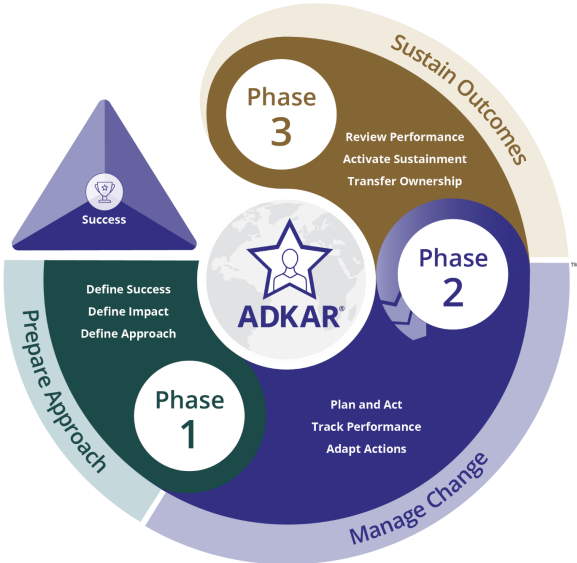 Success
Prepare Approach
Define Success
Define Impact
Define Approach
Phase
1
Manage Change
Phase
2
Plan and Act
Track Performance
Adapt Actions
Sustain Outcomes
Phase
3
Review Performance
Activate Sustainment
Transfer Ownership
ADKAR®
™